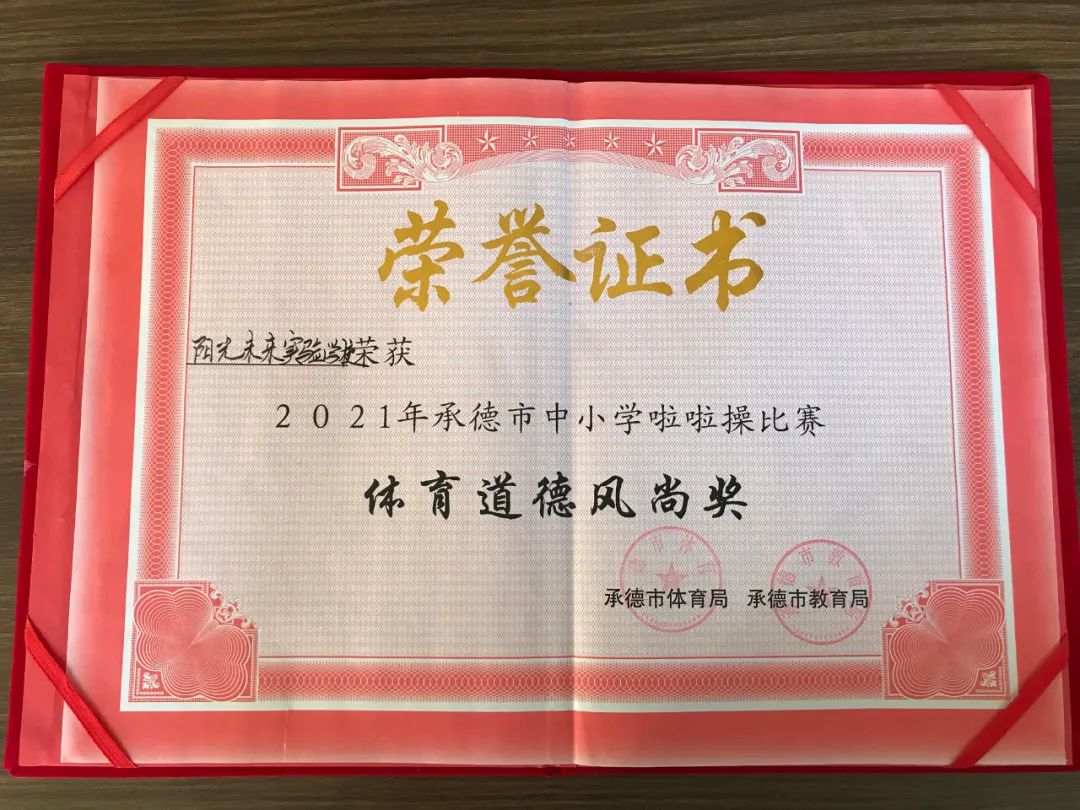 荣誉证书
阳光未来实验学校荣获
2021年承德市中小学啦啦操比赛
体育道德风尚奖
承德市体育局 承德市教育局